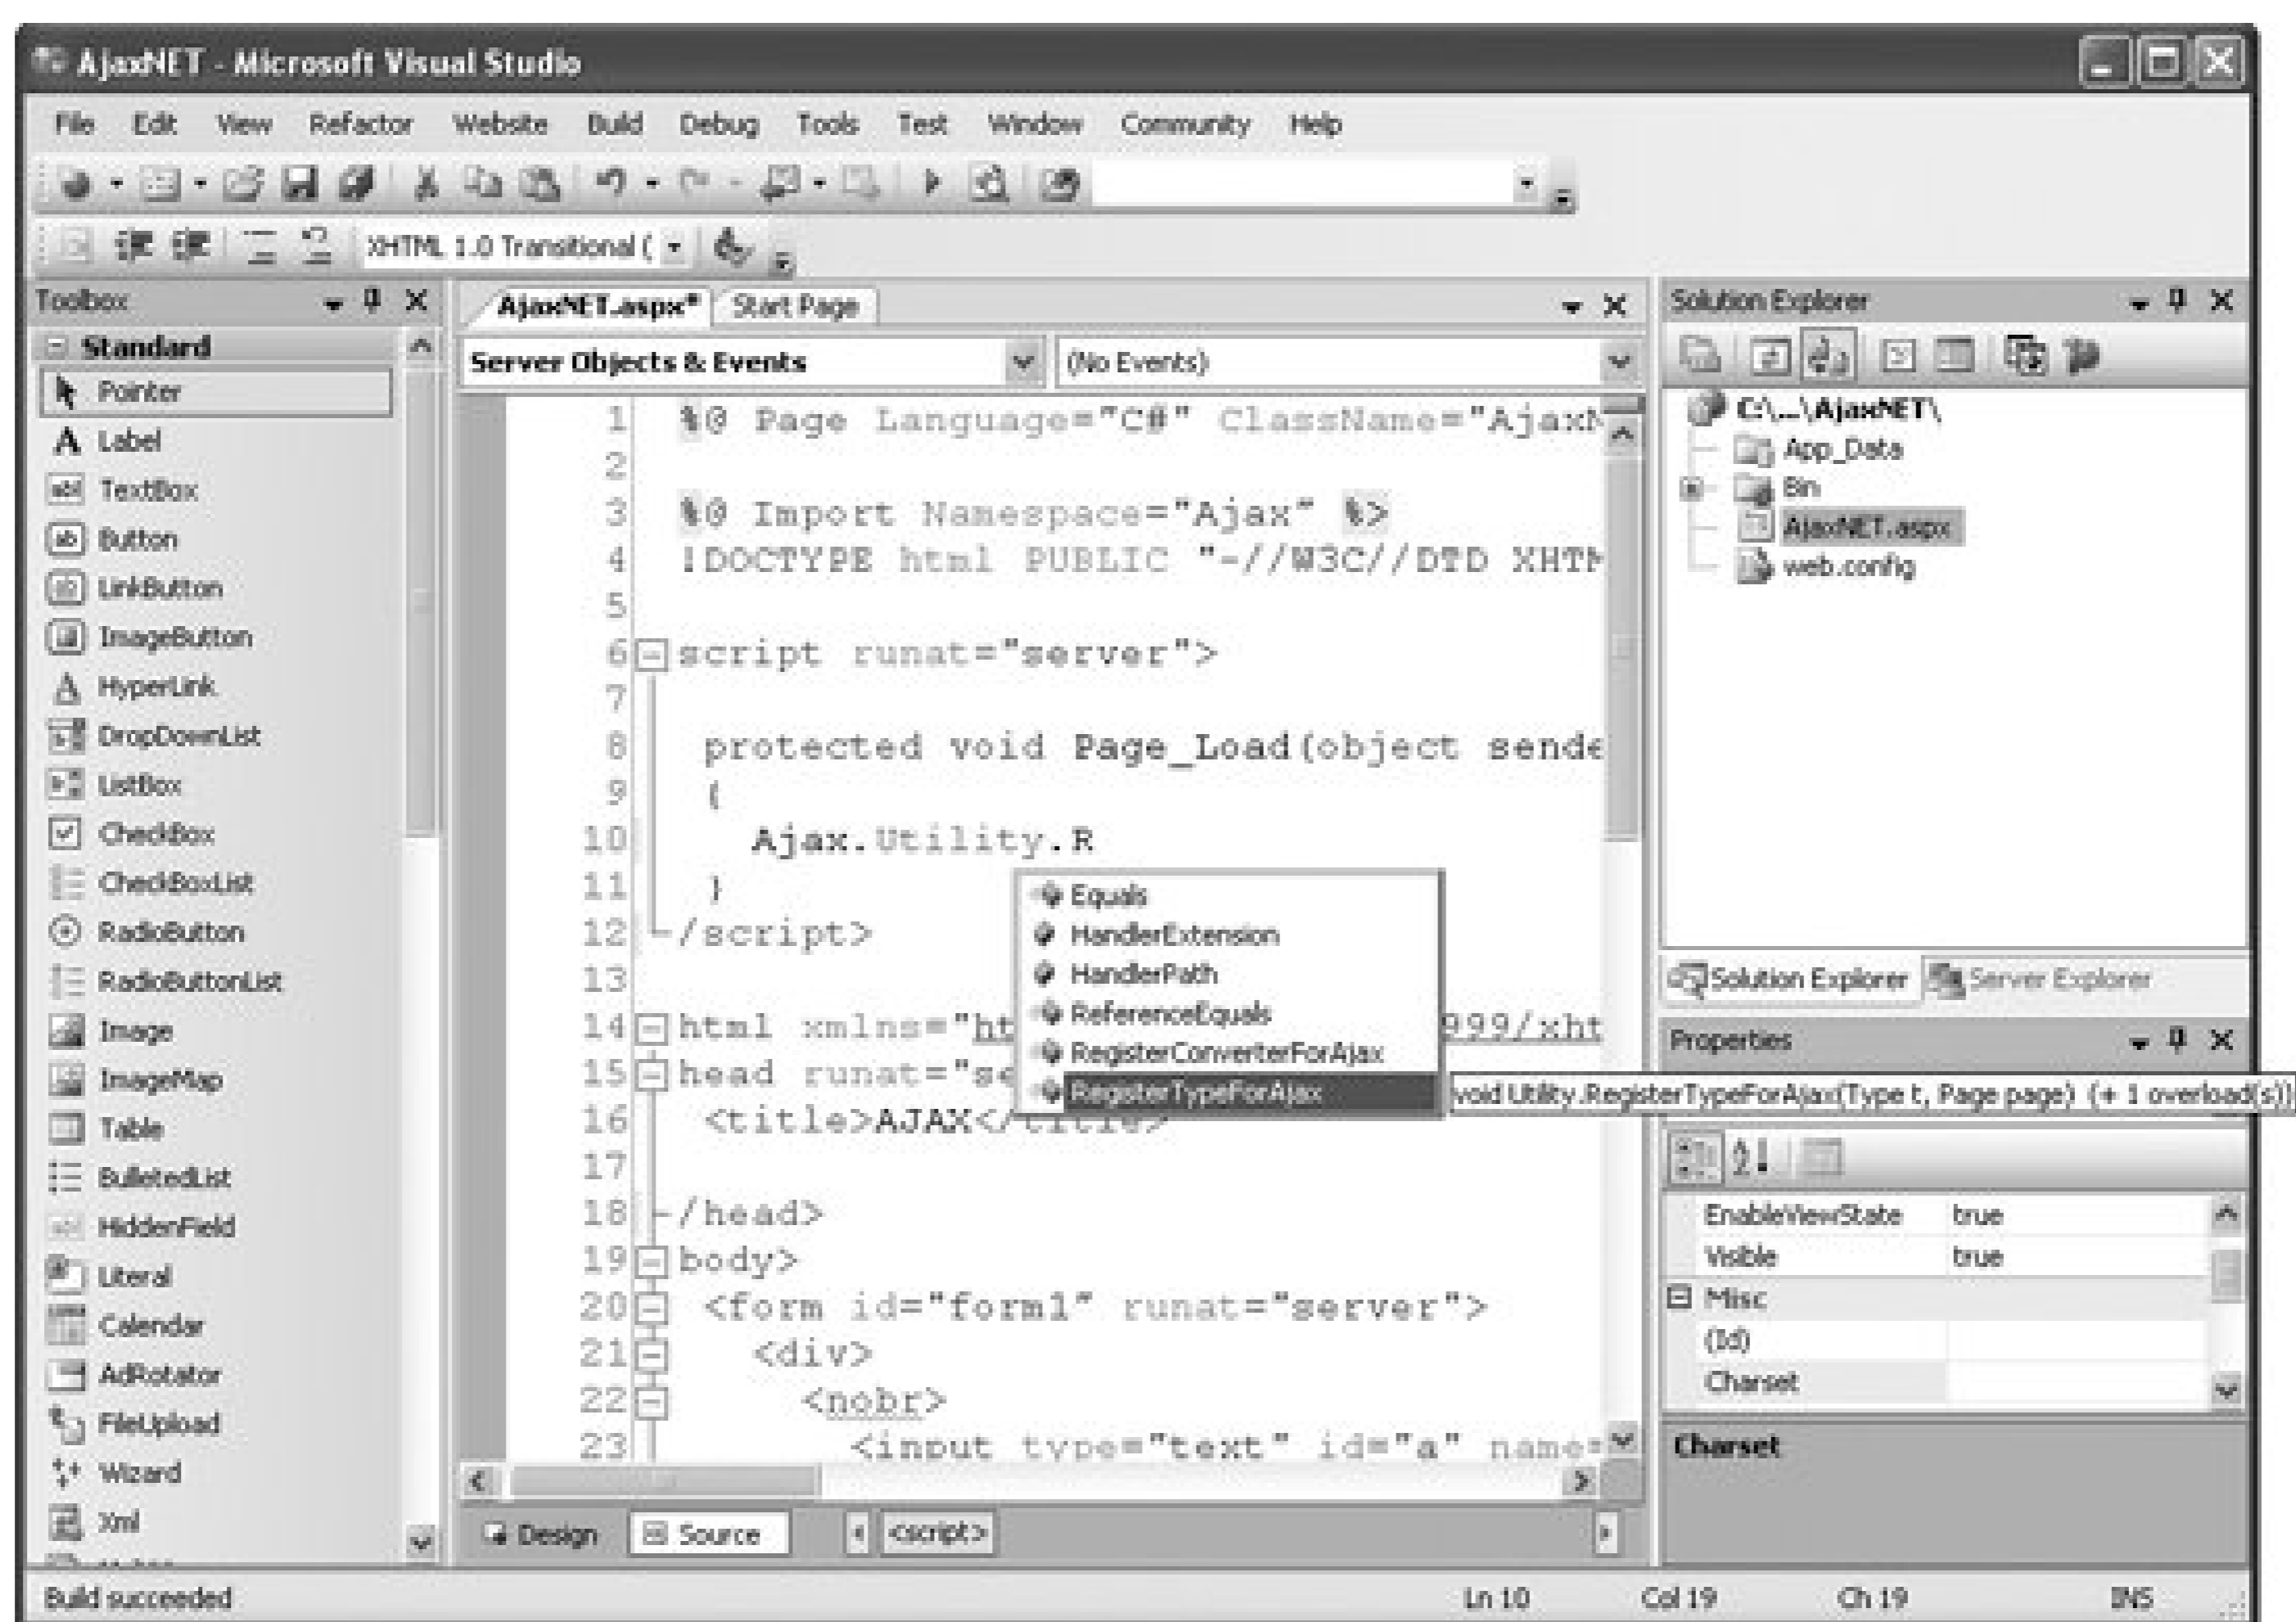 AjaxNET - Microsoft Visual Studio
File Edit View Refactor Website Build Debug Tools Test Window Community Help
XHTML 1.0 Transitional (
Toolbox
Standard
Pointer
Label
TextBox
Button
LinkButton
ImageButton
HyperLink
DropDownList
ListBox
CheckBox
CheckBoxList
RadioButton
RadioButtonList
Image
ImageMap
Table
BulletedList
HiddenField
Literal
Calendar
AdRotator
FileUpload
Wizard
Xml
AjaxNET.aspx* Start Page
Server Objects & Events (No Events)
1 %@ Page Language="C#" ClassName="AjaxN
2
3 %@ Import Namespace="Ajax" %>
4 !DOCTYPE html PUBLIC "-//W3C//DTD XHTM
5
6 script runat="server">
7
8 protected void Page_Load(object sende
9 {
10 Ajax.Utility.R
11 }
12 /script>
13
14 html xmlns="ht 999/xht
15 head runat="se
16 <title>AJAX</title>
17
18 /head>
19 body>
20 <form id="form1" runat="server">
21 <div>
22 <nobr>
23 <input type="text" id="a" name=
Equals
HandlerExtension
HandlerPath
ReferenceEquals
RegisterConverterForAjax
RegisterTypeForAjax
void Utility.RegisterTypeForAjax(Type t, Page page) (+ 1 overload(s))
Design Source <script>
Solution Explorer
C:\...\AjaxNET\
App_Data
Bin
AjaxNET.aspx
web.config
Solution Explorer Server Explorer
Properties
EnableViewState true
Visible true
Misc
(Id)
Charset
Charset
Build succeeded Ln 10 Col 19 Ch 19 INS